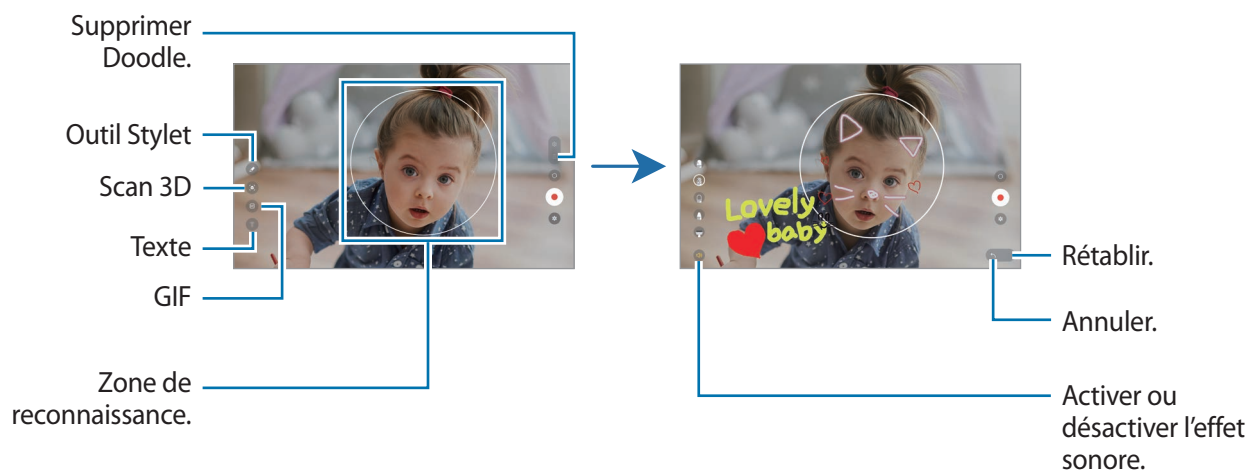 Supprimer
Doodle.
Outil Stylet
Scan 3D
Texte
GIF
Zone de
reconnaissance.
Lovely
baby
Rétablir.
Annuler.
Activer ou
désactiver l’effet
sonore.